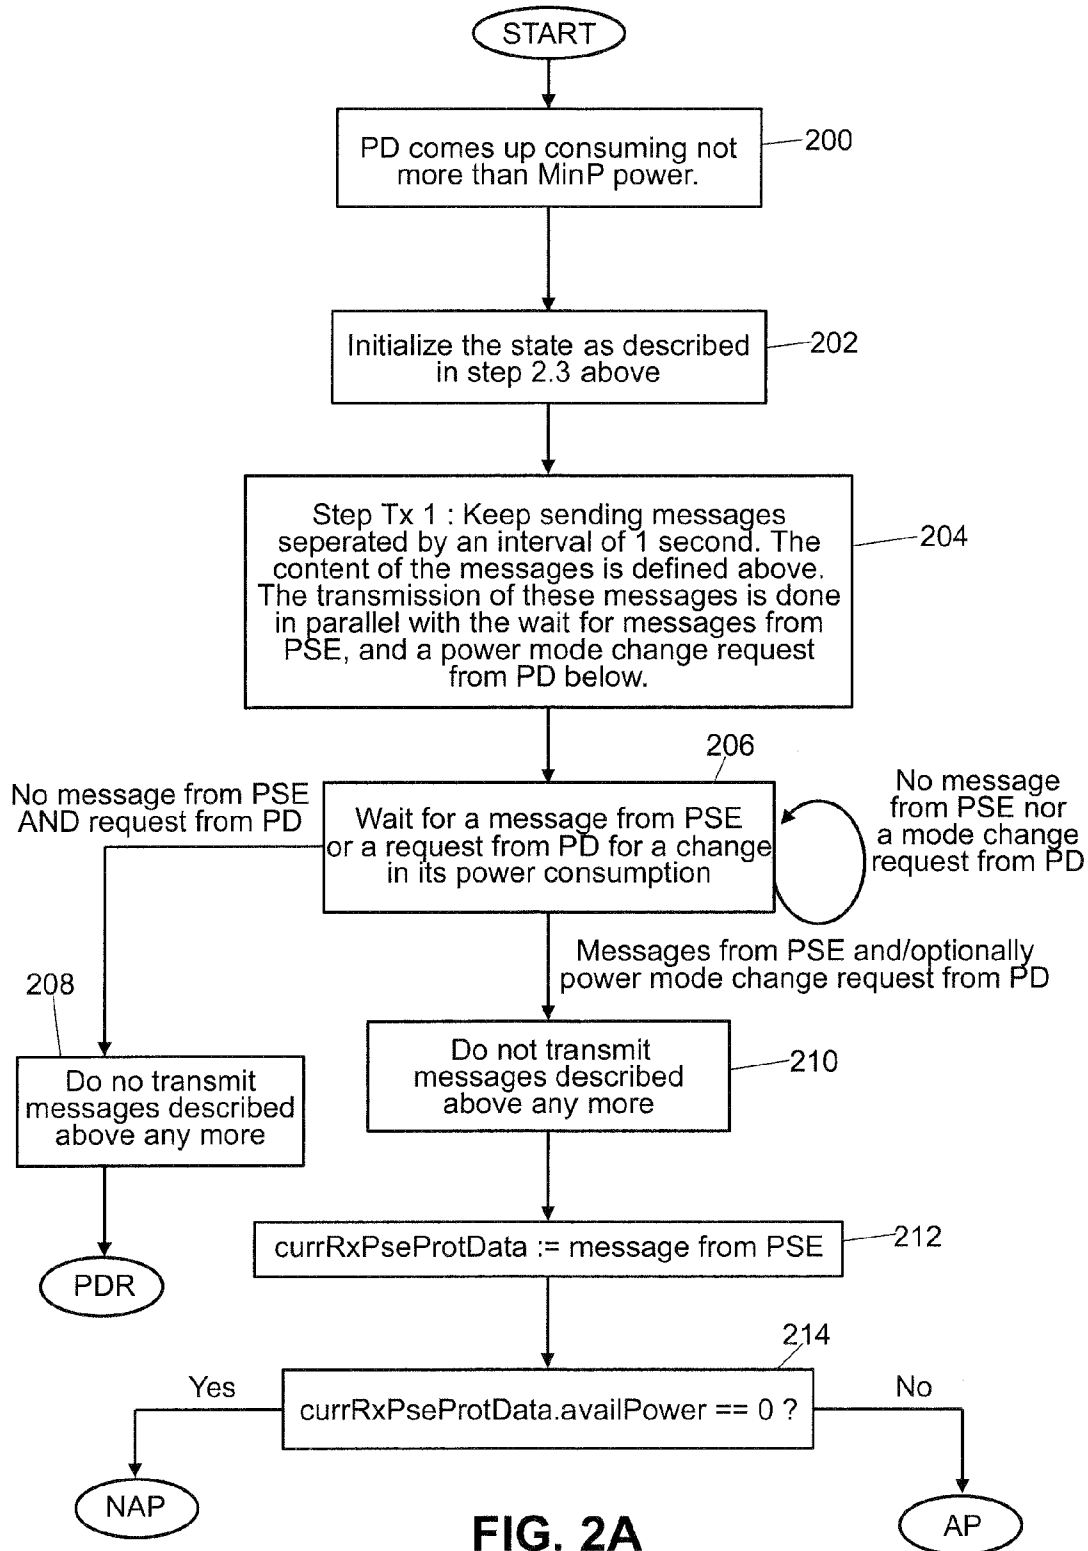 START
PD comes up consuming not
more than MinP power.
200
Initialize the state as described
in step 2.3 above
202
Step Tx 1 : Keep sending messages
seperated by an interval of 1 second. The
content of the messages is defined above.
The transmission of these messages is done
in parallel with the wait for messages from
PSE, and a power mode change request
from PD below.
204
206
No message from PSE
AND request from PD
Wait for a message from PSE
or a request from PD for a change
in its power consumption
No message
from PSE nor
a mode change
request from PD
Messages from PSE and/optionally
power mode change request from PD
208
Do no transmit
messages described
above any more
Do not transmit
messages described
above any more
210
PDR
currRxPseProtData := message from PSE
212
214
Yes
currRxPseProtData.availPower == 0 ?
No
NAP
AP
FIG. 2A